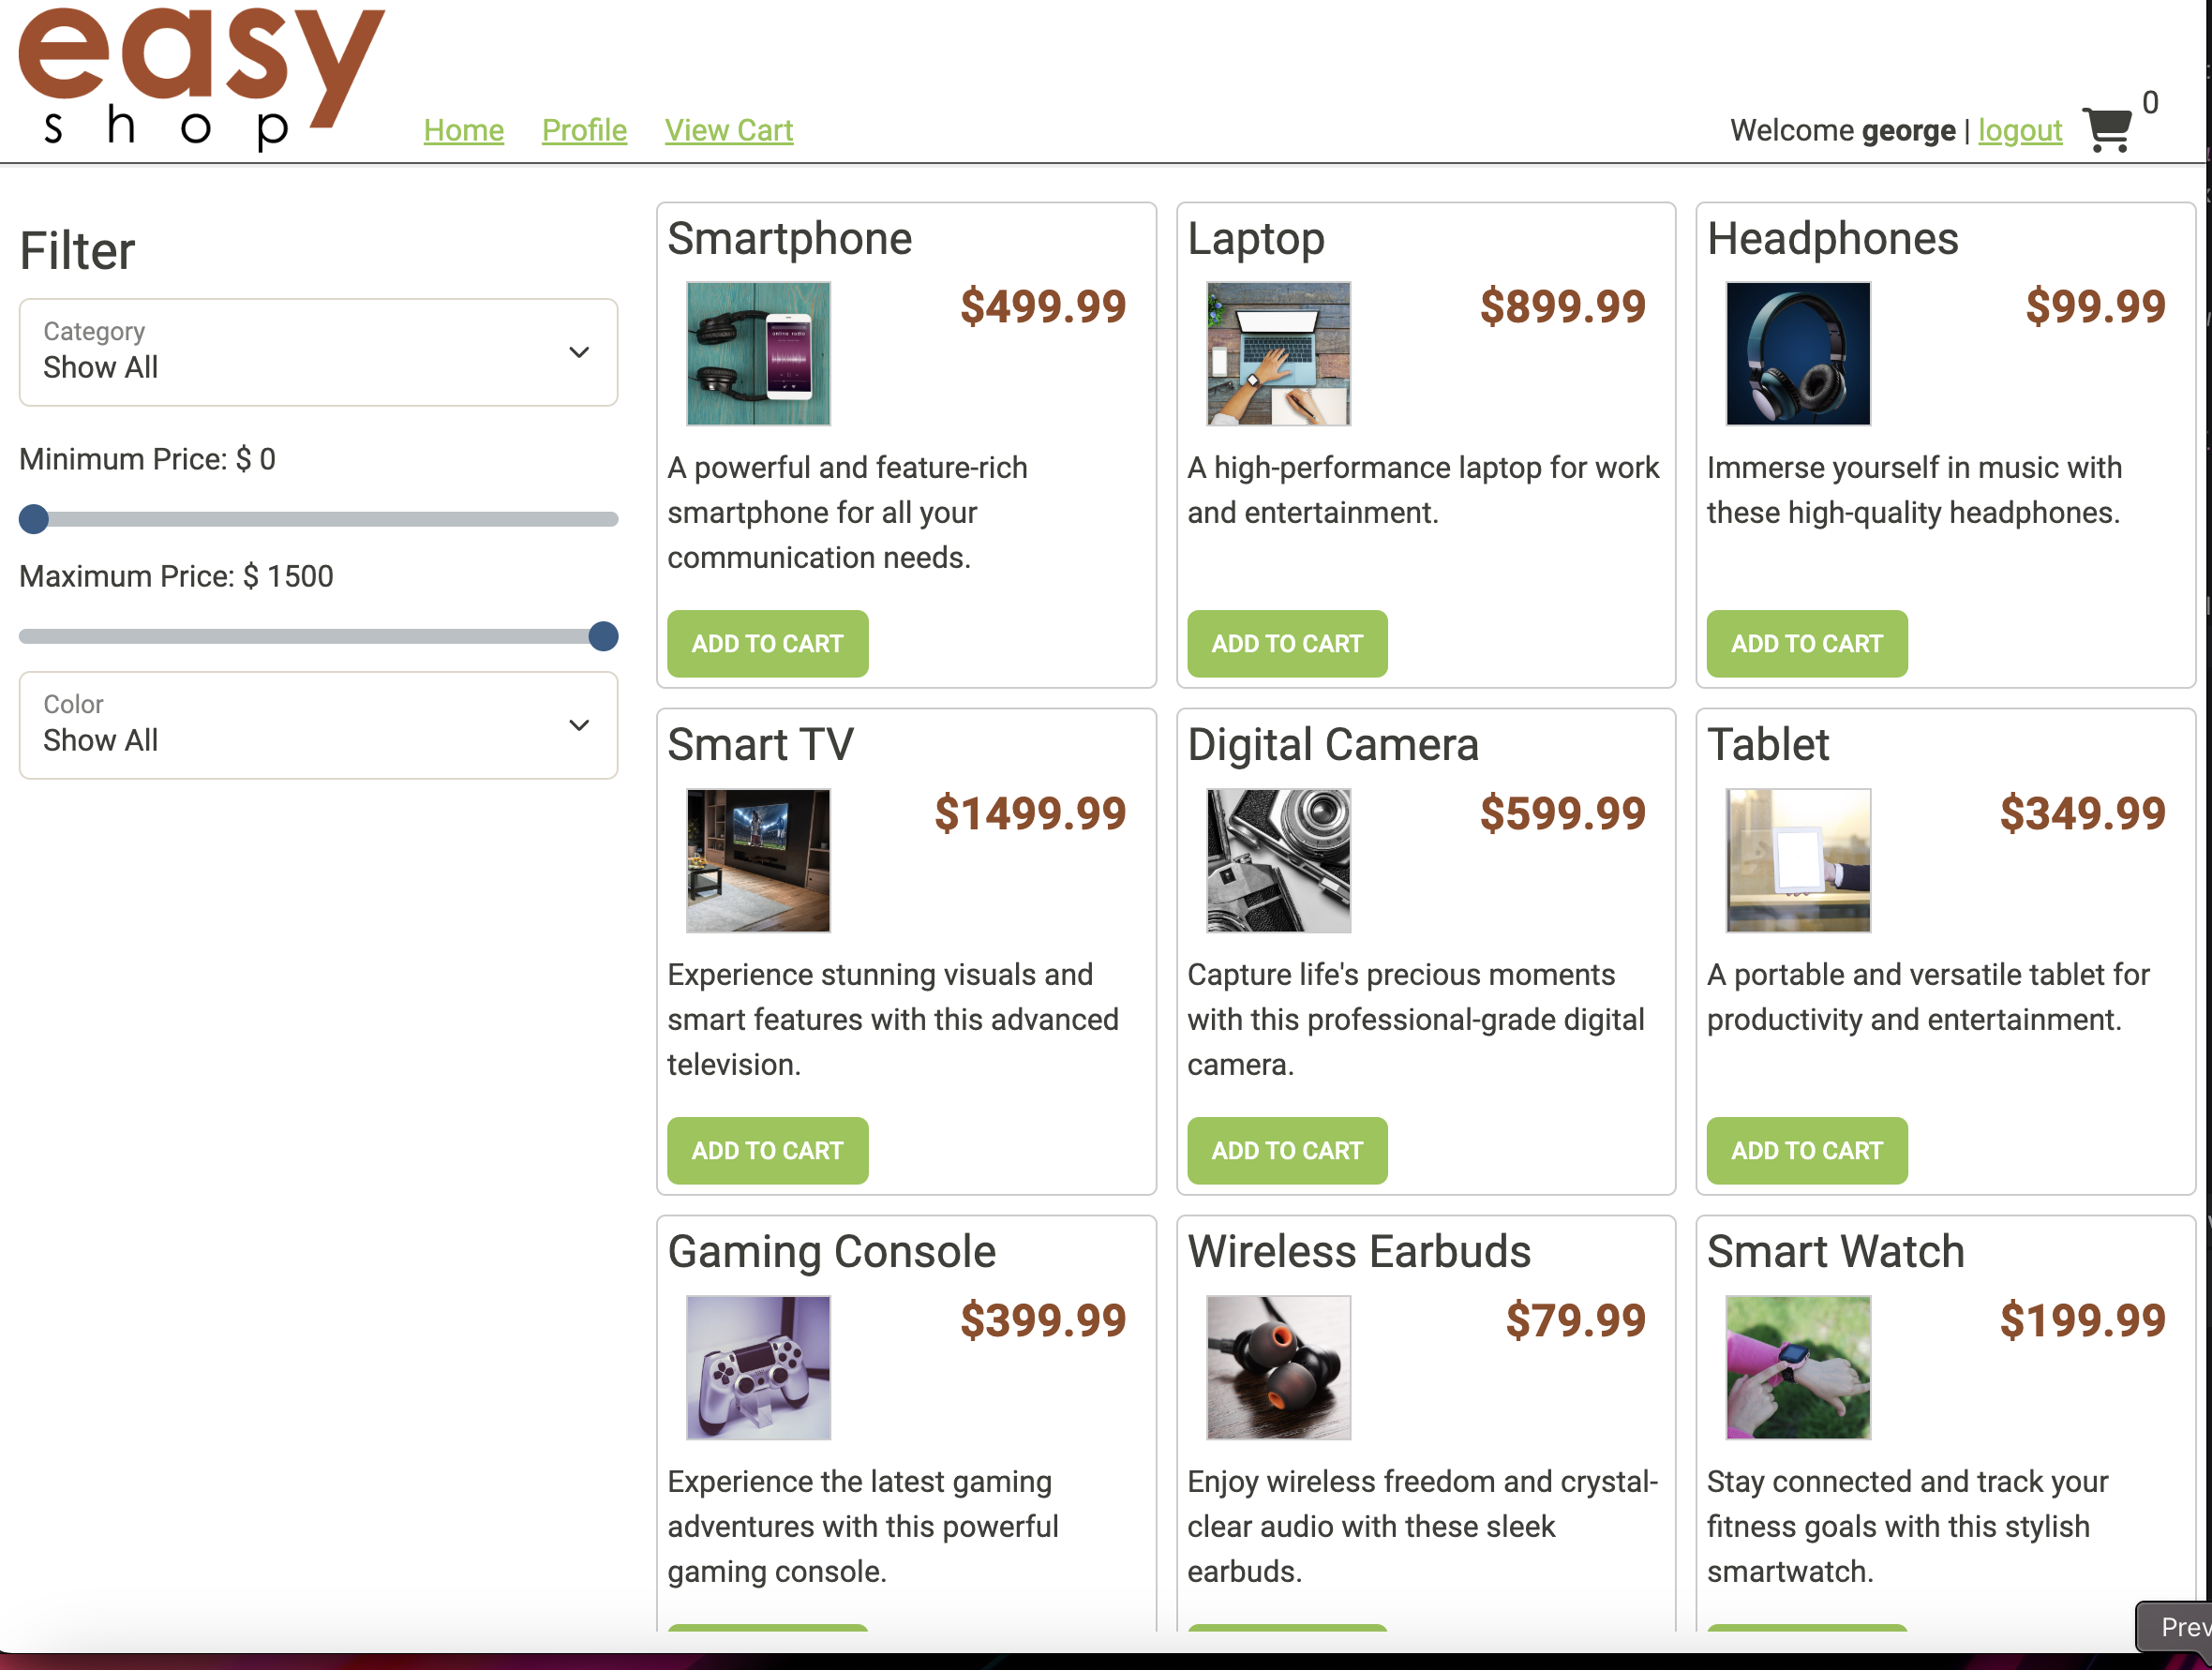 easy
shop
Home Profile View Cart
Welcome george | logout
0
Filter
Category
Show All
Minimum Price: $ 0
Maximum Price: $ 1500
Color
Show All
Smartphone
$499.99
online radio
A powerful and feature-rich
smartphone for all your
communication needs.
ADD TO CART
Laptop
$899.99
A high-performance laptop for work
and entertainment.
ADD TO CART
Headphones
$99.99
Immerse yourself in music with
these high-quality headphones.
ADD TO CART
Smart TV
$1499.99
Experience stunning visuals and
smart features with this advanced
television.
ADD TO CART
Digital Camera
$599.99
Capture life's precious moments
with this professional-grade digital
camera.
ADD TO CART
Tablet
$349.99
A portable and versatile tablet for
productivity and entertainment.
ADD TO CART
Gaming Console
$399.99
Experience the latest gaming
adventures with this powerful
gaming console.
Wireless Earbuds
$79.99
Enjoy wireless freedom and crystal-
clear audio with these sleek
earbuds.
Smart Watch
$199.99
Stay connected and track your
fitness goals with this stylish
smartwatch.
Prev